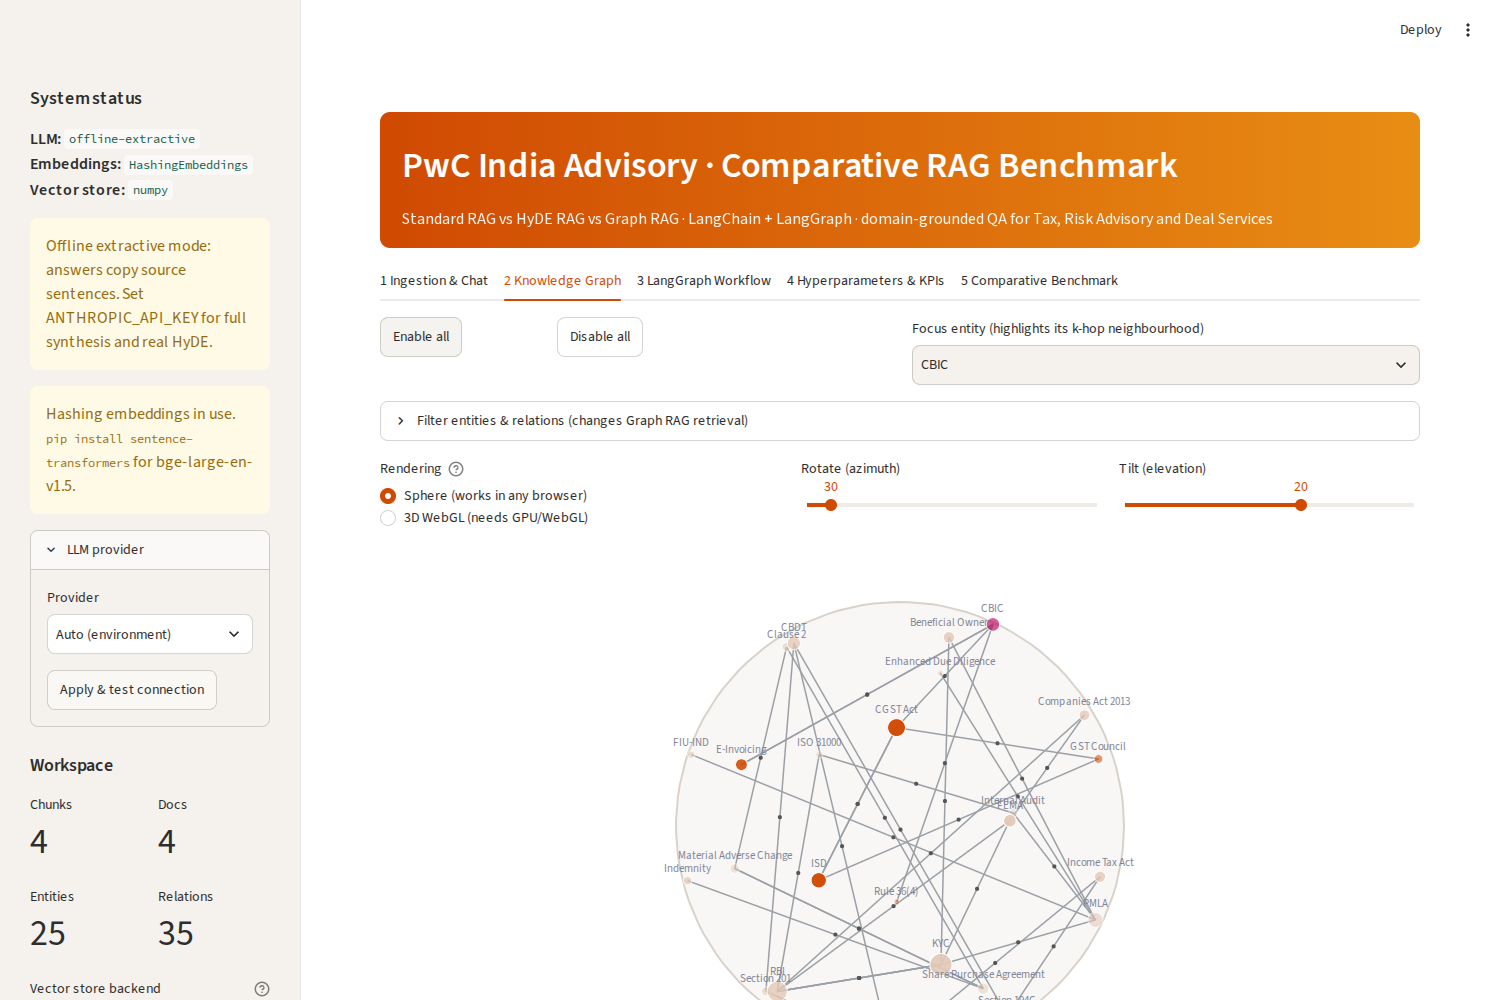 Deploy
System status
LLM: offline-extractive
Embeddings: HashingEmbeddings
Vector store: numpy
Offline extractive mode:
answers copy source
sentences. Set
ANTHROPIC_API_KEY for full
synthesis and real HyDE.
Hashing embeddings in use.
pip install sentence-
transformers for bge-large-en-
v1.5.
LLM provider
Provider
Auto (environment)
Apply & test connection
Workspace
Chunks
Docs
4
4
Entities
Relations
25
35
Vector store backend
PwC India Advisory · Comparative RAG Benchmark
Standard RAG vs HyDE RAG vs Graph RAG · LangChain + LangGraph · domain-grounded QA for Tax, Risk Advisory and Deal Services
1 Ingestion & Chat
2 Knowledge Graph
3 LangGraph Workflow
4 Hyperparameters & KPIs
5 Comparative Benchmark
Enable all
Disable all
Focus entity (highlights its k-hop neighbourhood)
CBIC
Filter entities & relations (changes Graph RAG retrieval)
Rendering
Sphere (works in any browser)
3D WebGL (needs GPU/WebGL)
Rotate (azimuth)
30
Tilt (elevation)
20
CBIC
Beneficial Owner
CBDT
Clause 2
Enhanced Due Diligence
Companies Act 2013
CGST Act
FIU-IND
E-Invoicing
ISO 31000
GST Council
Internal Audit
FEMA
Material Adverse Change
Indemnity
ISD
Income Tax Act
Rule 36(4)
PMLA
KYC
RBI
Section 201
Share Purchase Agreement
Section 194C